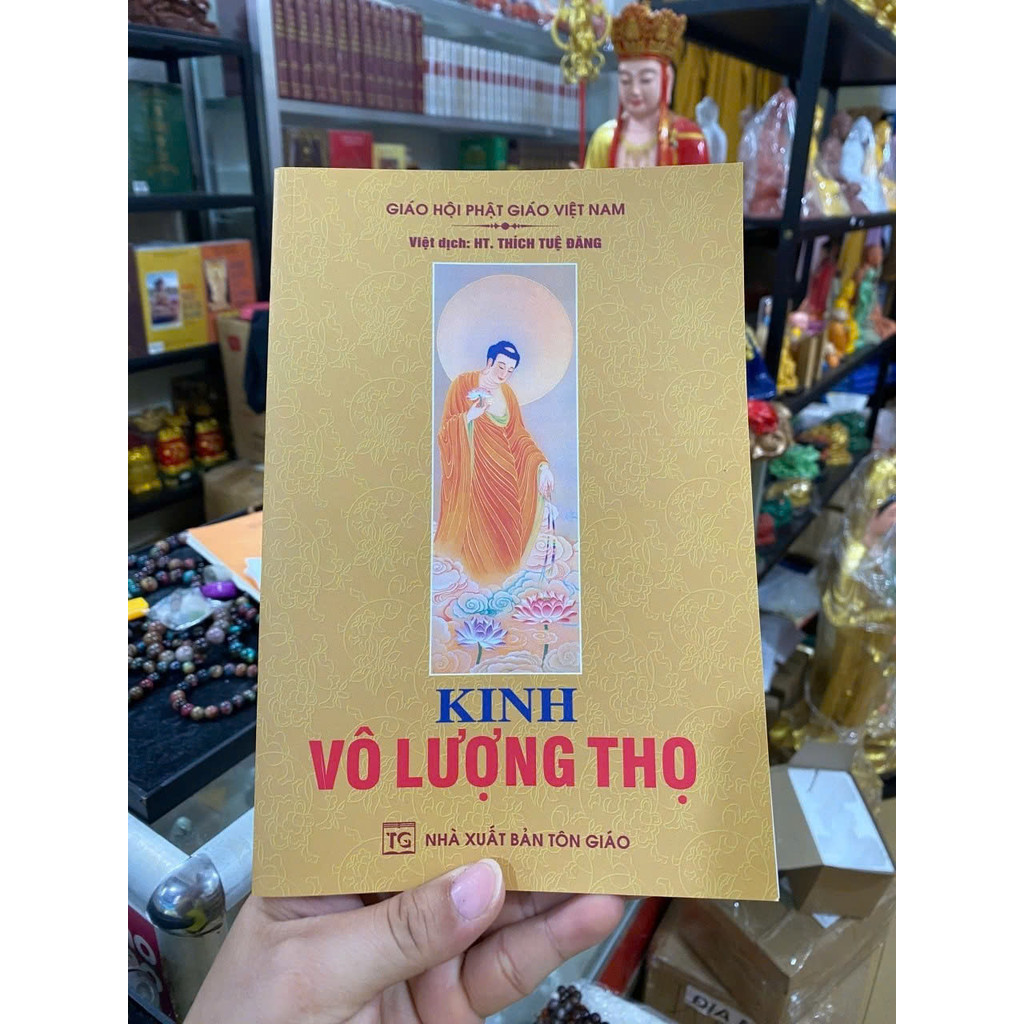 GIÁO HỘI PHẬT GIÁO VIỆT NAM
Việt dịch: HT. THÍCH TUỆ ĐĂNG
KINH
VÔ LƯỢNG THỌ
TG NHÀ XUẤT BẢN TÔN GIÁO
ĐỊA